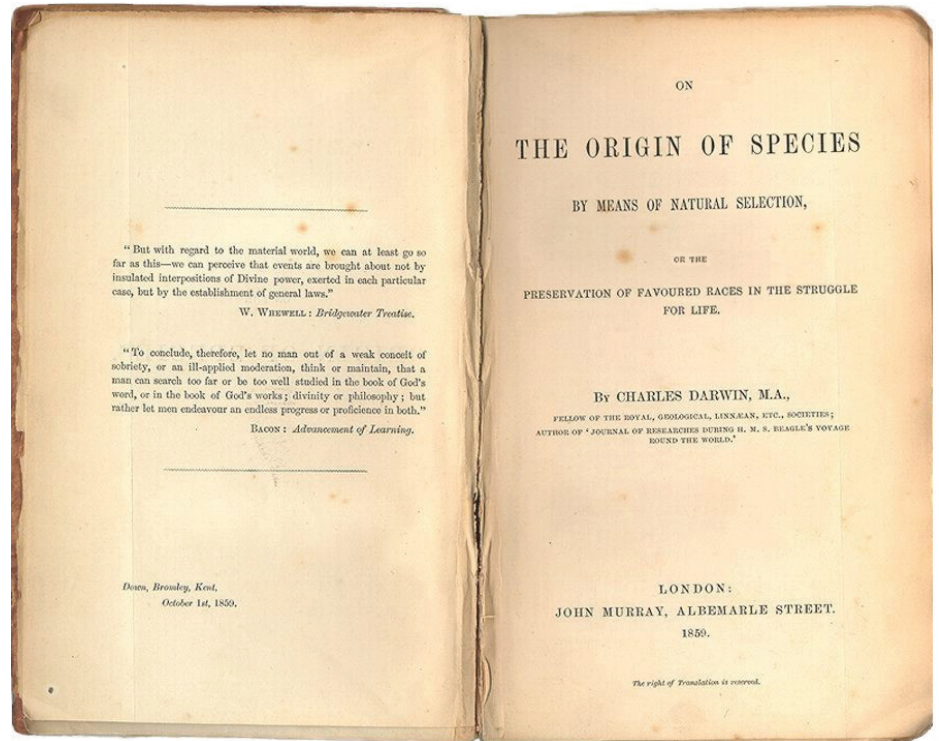 “But with regard to the material world, we can at least go so
far as this—we can perceive that events are brought about not by
insulated interpositions of Divine power, exerted in each particular
case, but by the establishment of general laws.”
W. Whewell: Bridgewater Treatise.
“To conclude, therefore, let no man out of a weak conceit of
sobriety, or an ill-applied moderation, think or maintain, that a
man can search too far or be too well studied in the book of God’s
word, or in the book of God’s works; divinity or philosophy; but
rather let men endeavour an endless progress or proficience in both.”
Bacon: Advancement of Learning.
Down, Bromley, Kent,
October 1st, 1859.
ON
THE ORIGIN OF SPECIES
BY MEANS OF NATURAL SELECTION,
OR THE
PRESERVATION OF FAVOURED RACES IN THE STRUGGLE
FOR LIFE.
By CHARLES DARWIN, M.A.,
FELLOW OF THE ROYAL, GEOLOGICAL, LINNÆAN, ETC., SOCIETIES;
AUTHOR OF ‘JOURNAL OF RESEARCHES DURING H. M. S. BEAGLE’S VOYAGE
ROUND THE WORLD.’
LONDON:
JOHN MURRAY, ALBEMARLE STREET.
1859.
The right of Translation is reserved.